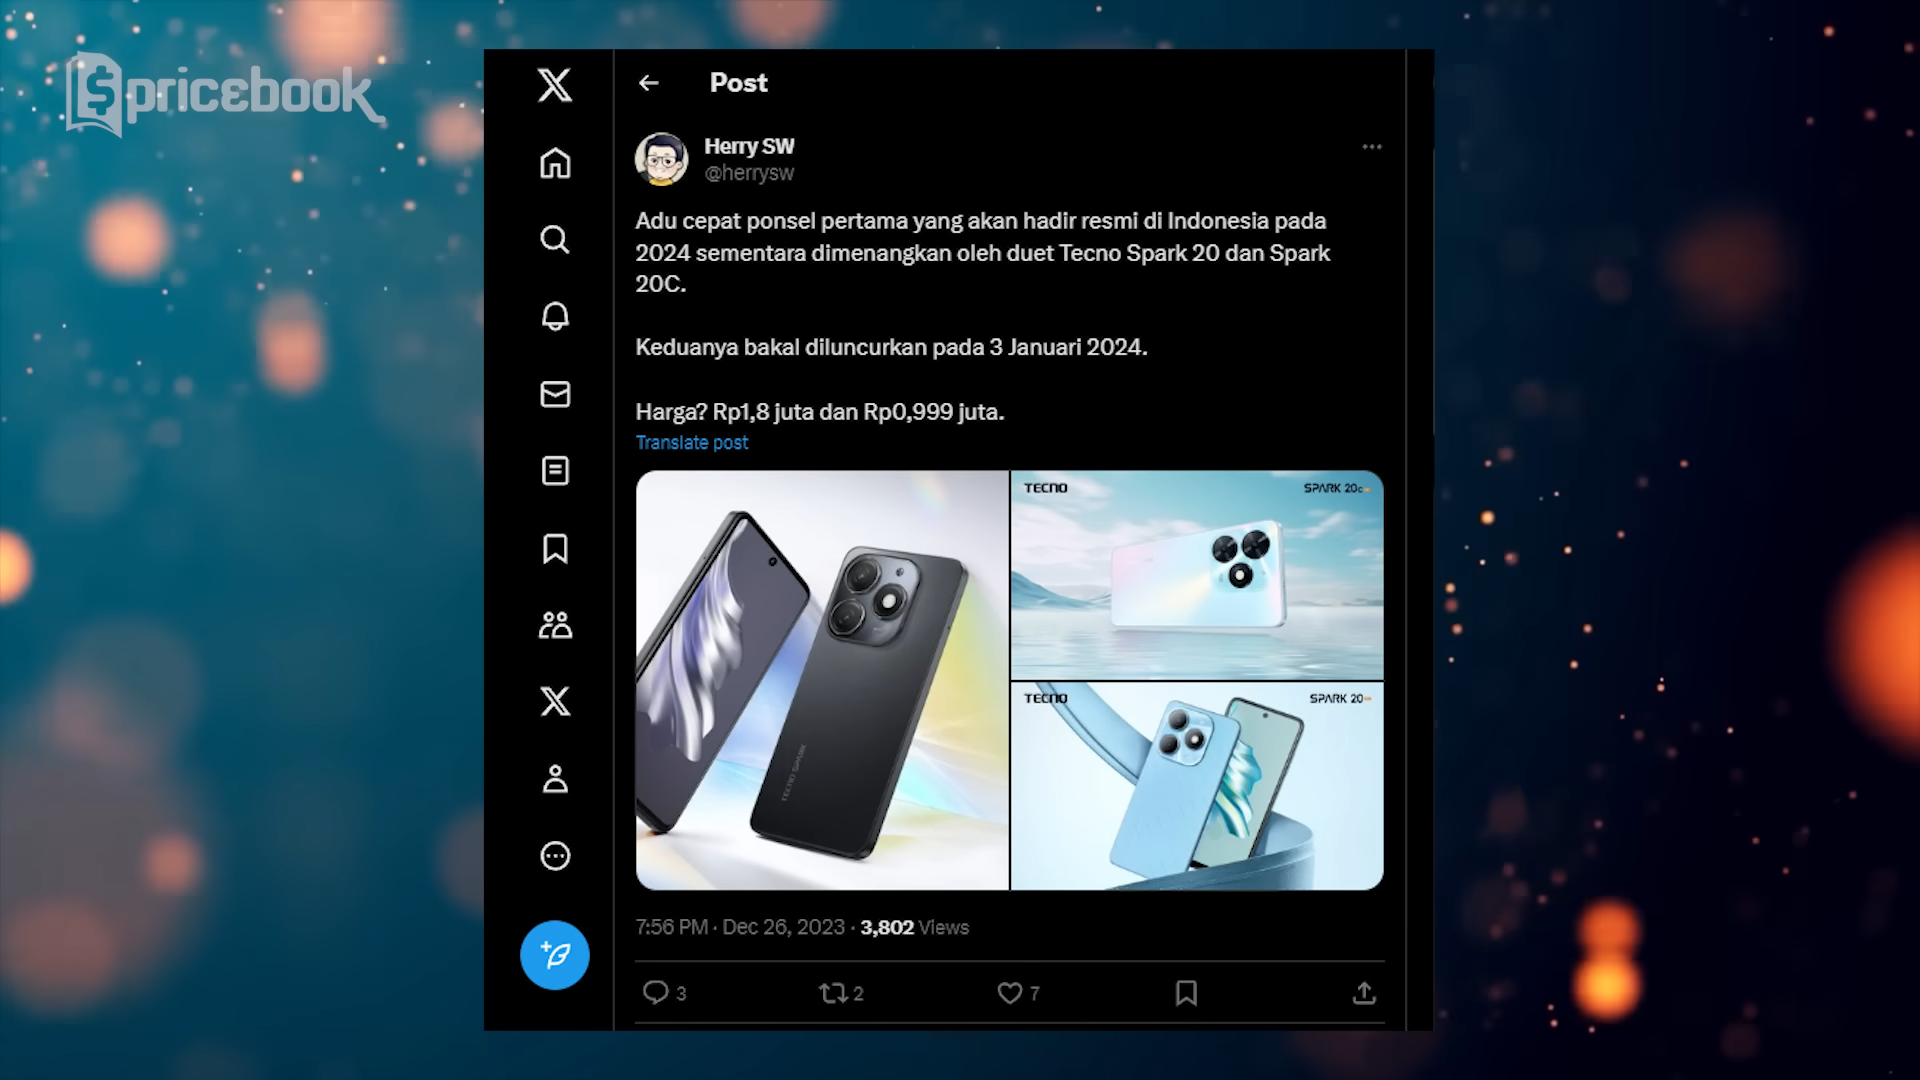 pricebook
Post
Herry SW
@herrysw
Adu cepat ponsel pertama yang akan hadir resmi di Indonesia pada
2024 sementara dimenangkan oleh duet Tecno Spark 20 dan Spark
20C.
Keduanya bakal diluncurkan pada 3 Januari 2024.
Harga? Rp1,8 juta dan Rp0,999 juta.
Translate post
TECNO SPARK
TECNO
SPARK 20C
TECNO
SPARK 20
7:56 PM · Dec 26, 2023 · 3,802 Views
3
2
7